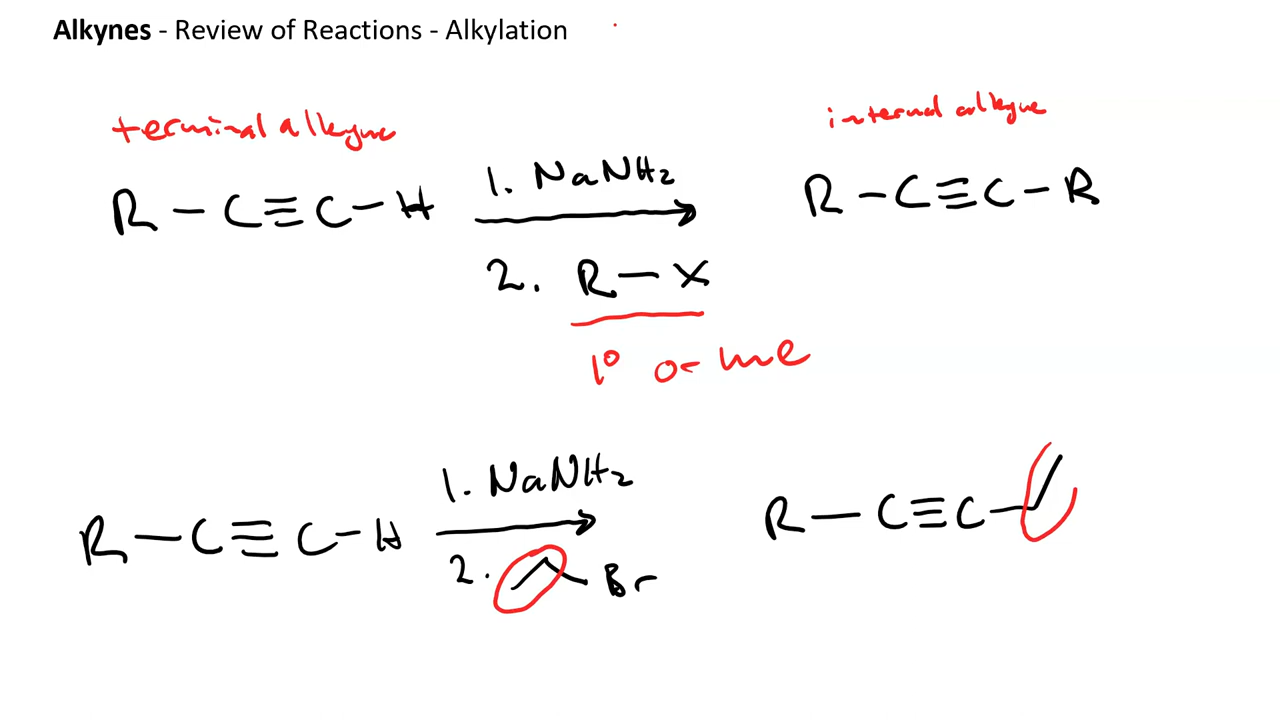 Alkynes - Review of Reactions - Alkylation
terminal alkyne
internal alkyne
R-C≡C-H
1. NaNH2
2. R-X
1° or me
R-C≡C-R
R-C≡C-H
1. NaNH2
2. Br
R-C≡C-